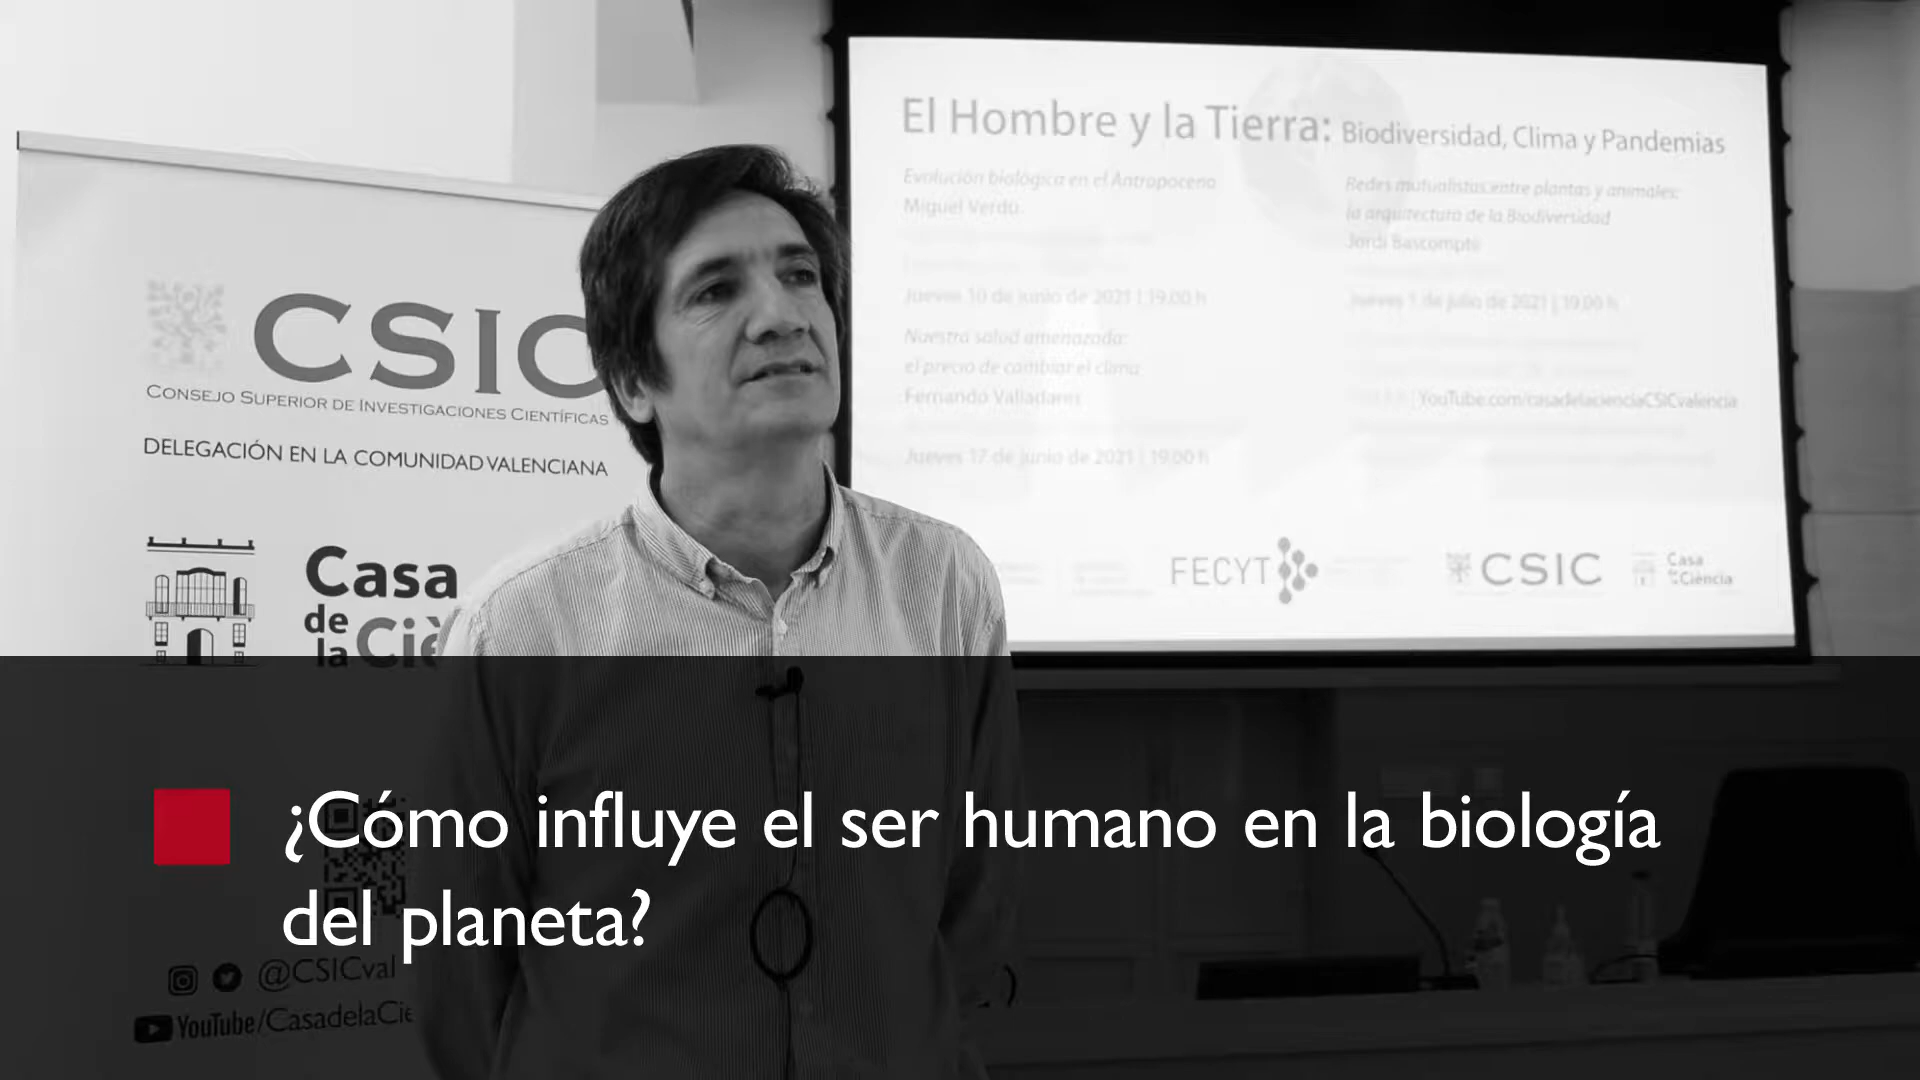 El Hombre y la Tierra: Biodiversidad, Clima y Pandemias
Evolución biológica en el Antropoceno
Miguel Verdú
Jueves 10 de junio de 2021 | 19.00 h
Nuestra salud amenazada:
el precio de cambiar el clima
Fernando Valladares
Jueves 17 de junio de 2021 | 19.00 h
Redes mutualistas entre plantas y animales:
la arquitectura de la Biodiversidad
Jordi Bascompte
Jueves 1 de julio de 2021 | 19.00 h
YouTube.com/casadelacienciaCSICvalencia
FECYT
CSIC
Casa
de la Ciència
CSIC
CONSEJO SUPERIOR DE INVESTIGACIONES CIENTÍFICAS
DELEGACIÓN EN LA COMUNIDAD VALENCIANA
Casa
de
la Ciè
¿Cómo influye el ser humano en la biología
del planeta?
@CSICval
YouTube/CasadelaCie